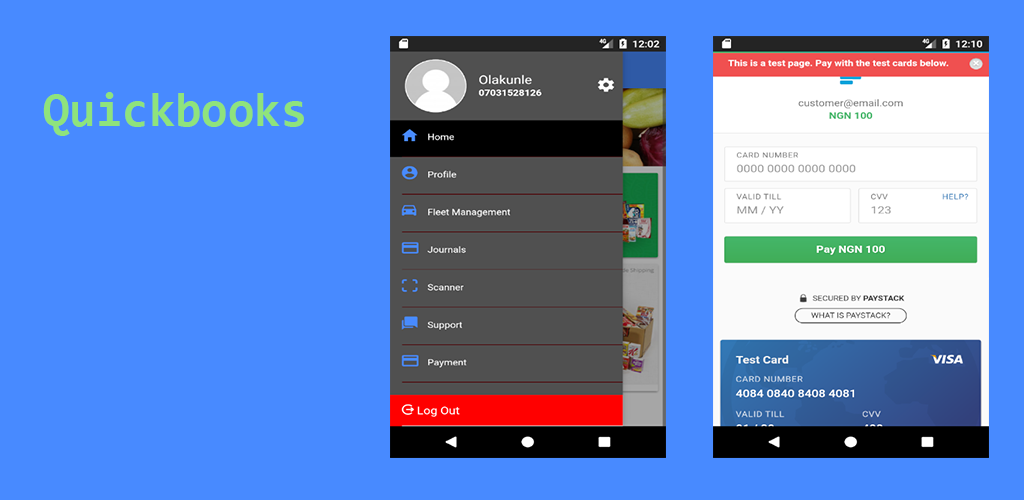 Quickbooks
4G 12:02
Olakunle
07031528126
Home
Profile
Fleet Management
Journals
Scanner
Support
Payment
Log Out
Shipping
4G 12:10
This is a test page. Pay with the test cards below.
customer@email.com
NGN 100
CARD NUMBER
0000 0000 0000 0000
VALID TILL
MM / YY
CVV HELP?
123
Pay NGN 100
SECURED BY PAYSTACK
WHAT IS PAYSTACK?
Test Card VISA
CARD NUMBER
4084 0840 8408 4081
VALID TILL CVV